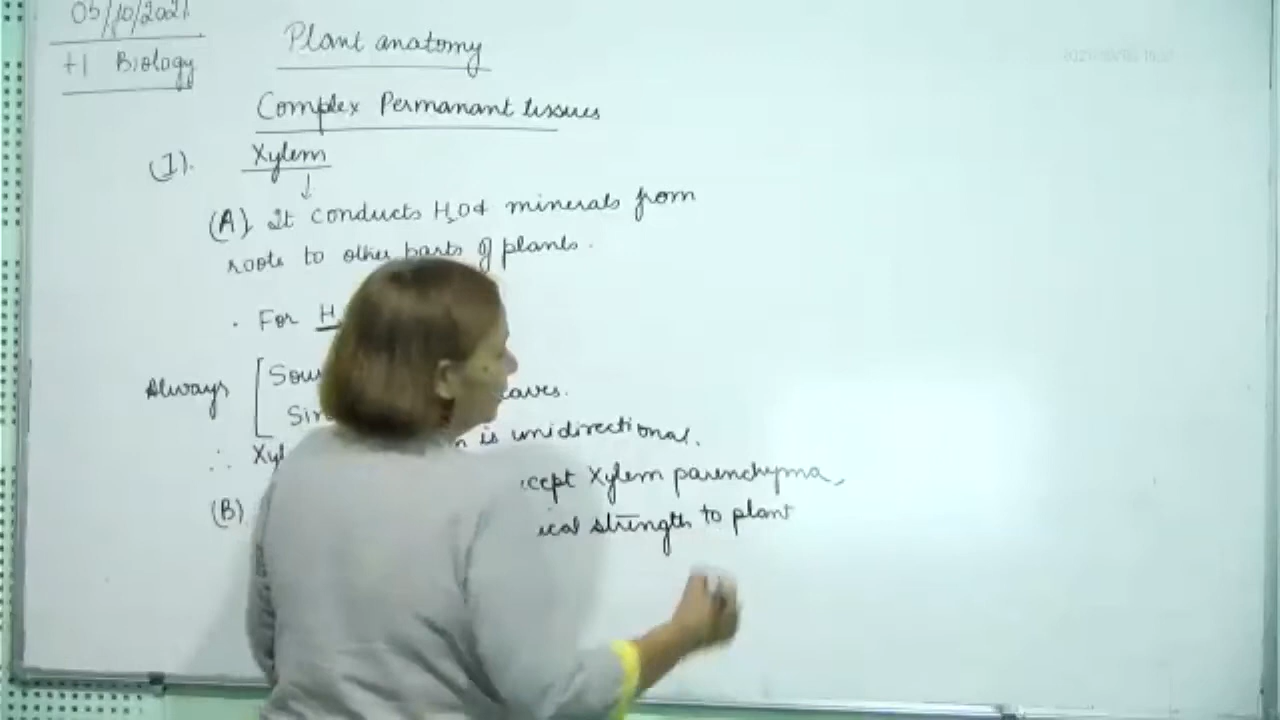 05/10/2021
+1 Biology
Plant anatomy
Complex Permanant tissues
(I). Xylem
↓
(A) It conducts H2O & minerals from
roots to other parts of plants.
· For H
Always [ Sou
Sin aves.
∴ Xyl n is unidirectional.
(B) cept Xylem parenchyma,
ical strength to plant